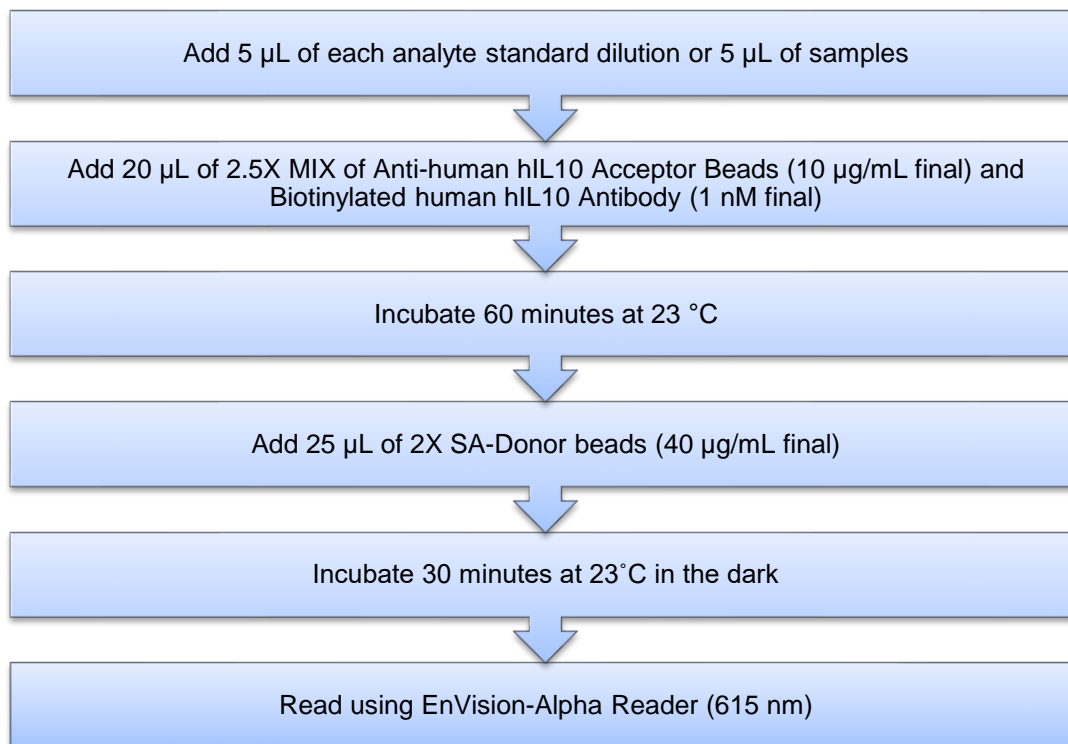 Add 5 µL of each analyte standard dilution or 5 µL of samples
Add 20 µL of 2.5X MIX of Anti-human hIL10 Acceptor Beads (10 µg/mL final) and
Biotinylated human hIL10 Antibody (1 nM final)
Incubate 60 minutes at 23 °C
Add 25 µL of 2X SA-Donor beads (40 µg/mL final)
Incubate 30 minutes at 23˚C in the dark
Read using EnVision-Alpha Reader (615 nm)